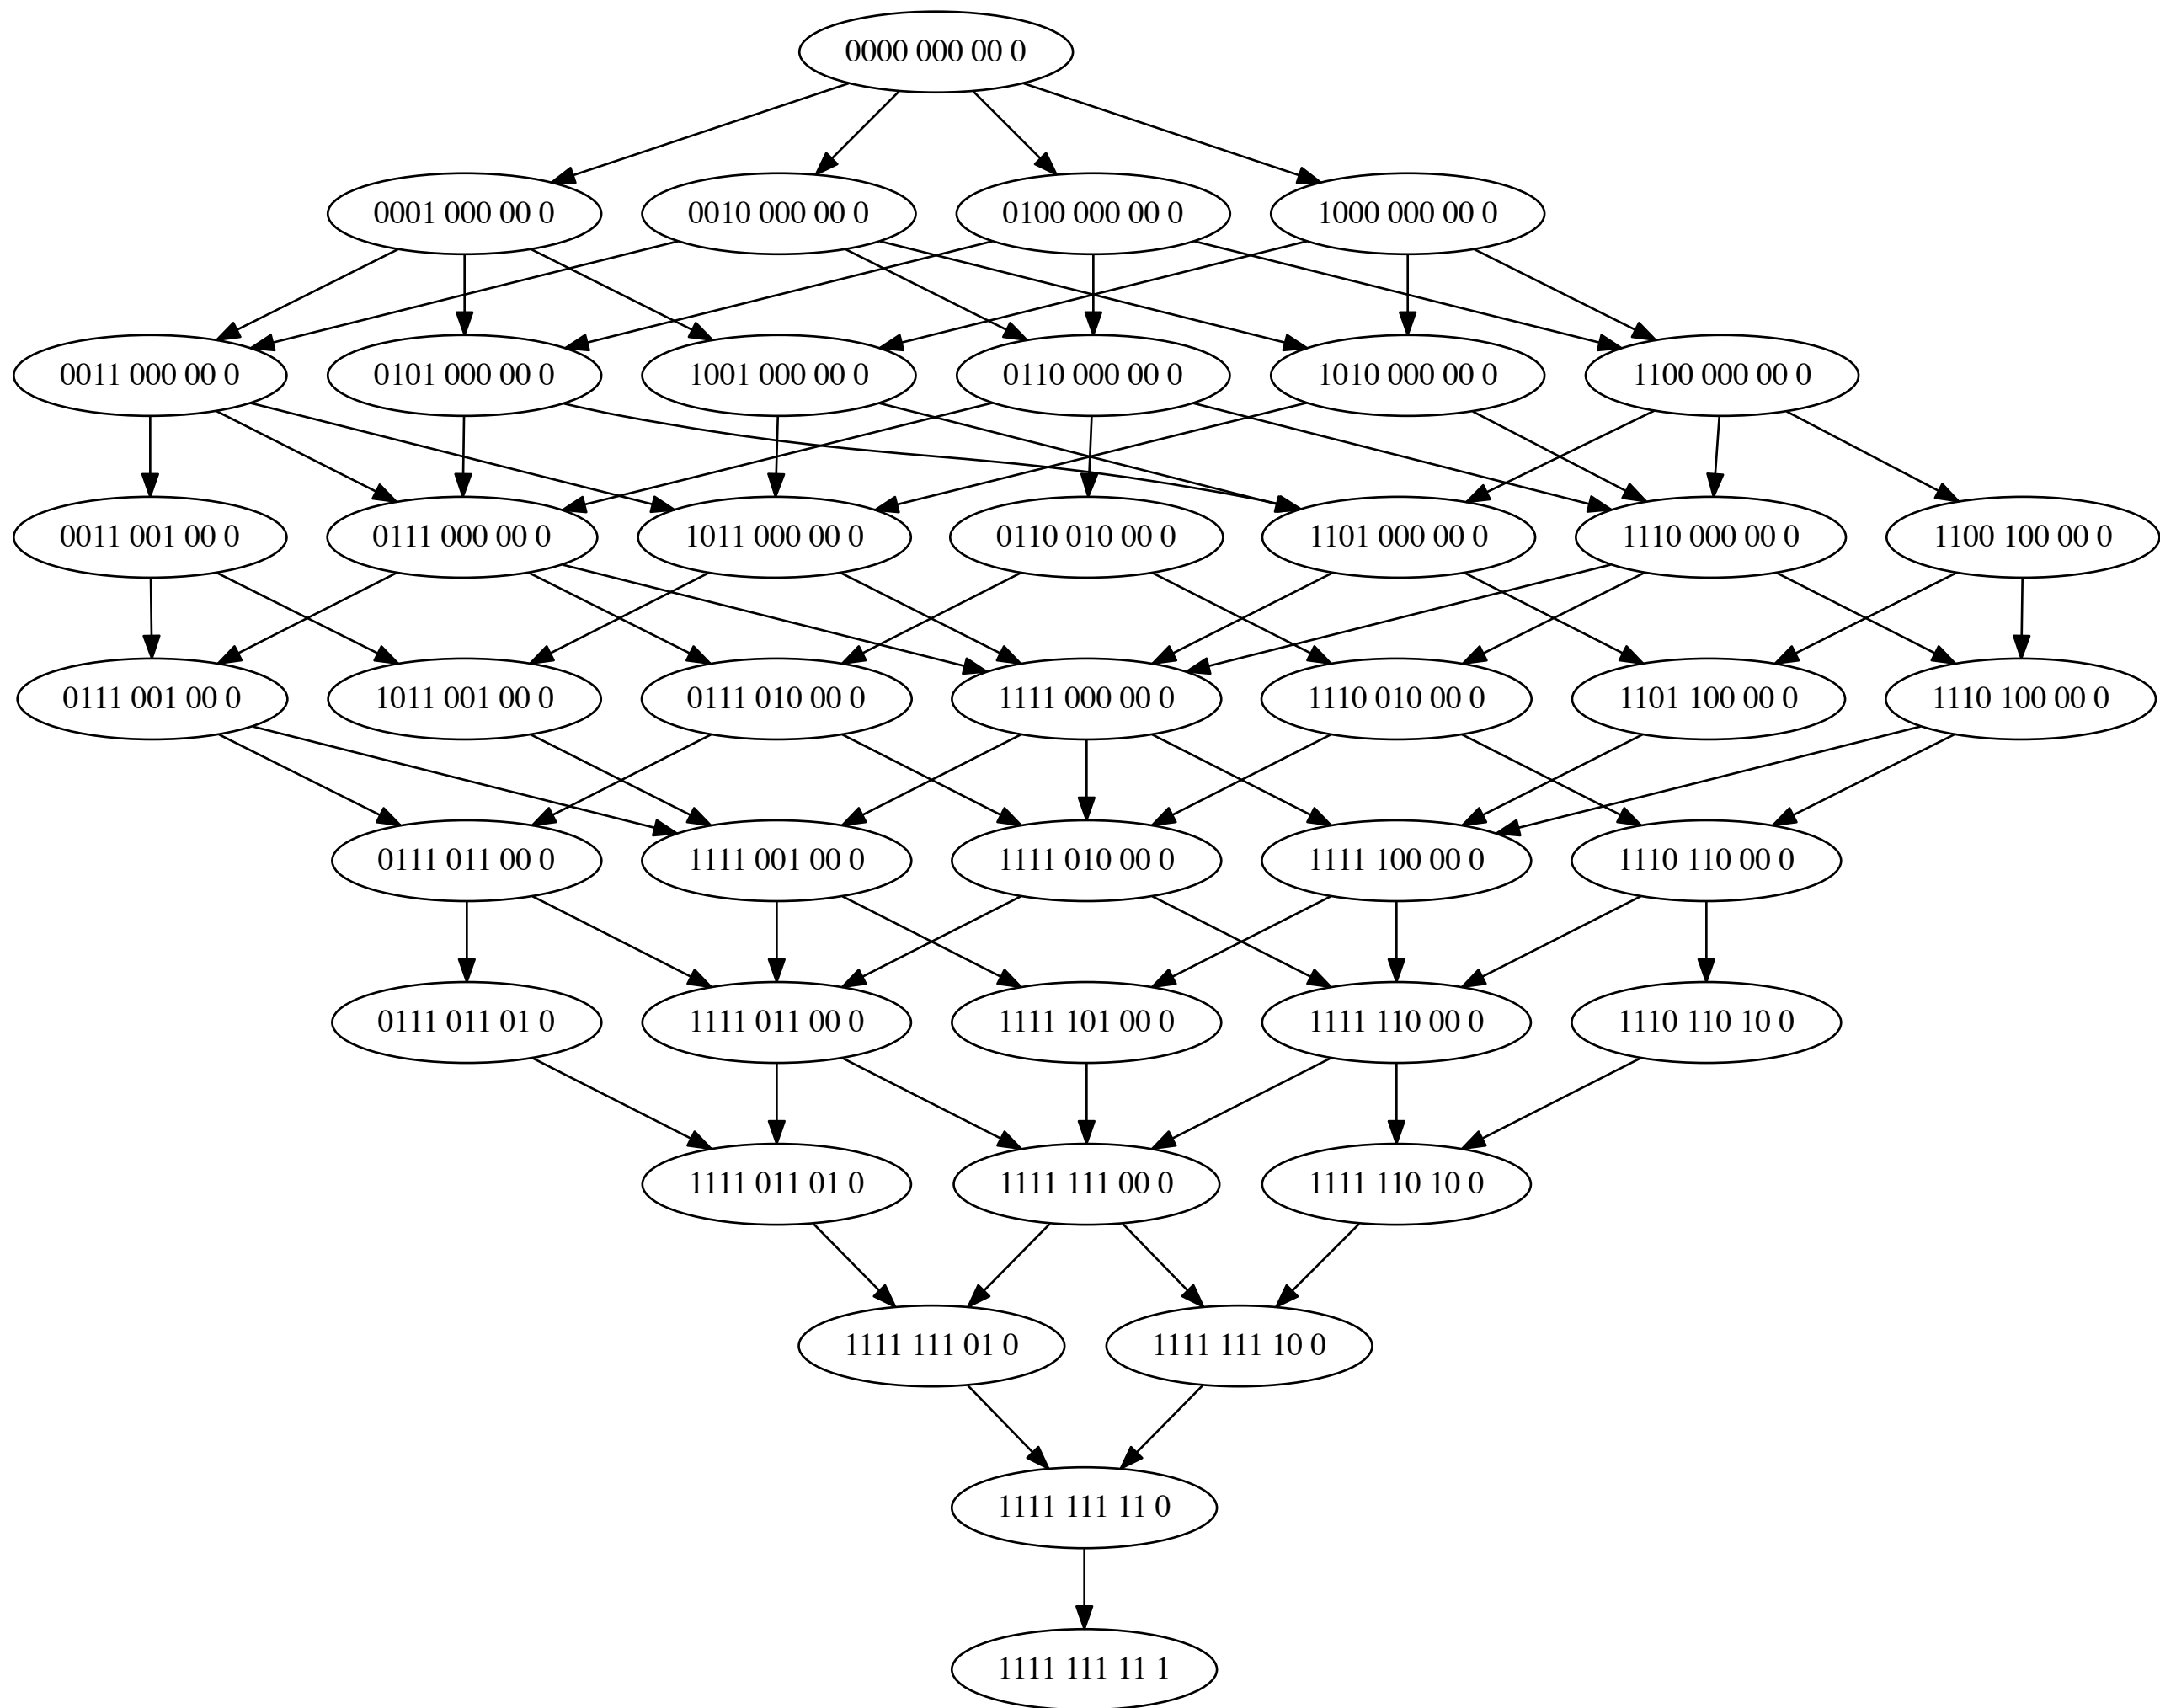 0000 000 00 0
0001 000 00 0
0010 000 00 0
0100 000 00 0
1000 000 00 0
0011 000 00 0
0101 000 00 0
1001 000 00 0
0110 000 00 0
1010 000 00 0
1100 000 00 0
0011 001 00 0
0111 000 00 0
1011 000 00 0
0110 010 00 0
1101 000 00 0
1110 000 00 0
1100 100 00 0
0111 001 00 0
1011 001 00 0
0111 010 00 0
1111 000 00 0
1110 010 00 0
1101 100 00 0
1110 100 00 0
0111 011 00 0
1111 001 00 0
1111 010 00 0
1111 100 00 0
1110 110 00 0
0111 011 01 0
1111 011 00 0
1111 101 00 0
1111 110 00 0
1110 110 10 0
1111 011 01 0
1111 111 00 0
1111 110 10 0
1111 111 01 0
1111 111 10 0
1111 111 11 0
1111 111 11 1